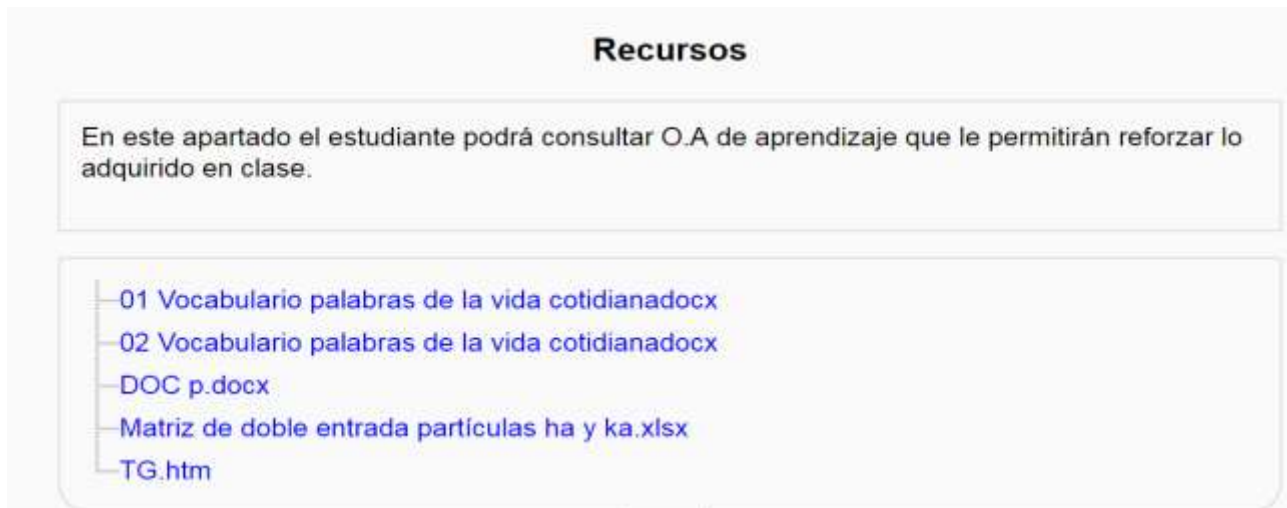 Recursos
En este apartado el estudiante podrá consultar O.A de aprendizaje que le permitirán reforzar lo
adquirido en clase.
01 Vocabulario palabras de la vida cotidianadocx
02 Vocabulario palabras de la vida cotidianadocx
DOC p.docx
Matriz de doble entrada partículas ha y ka.xlsx
TG.htm